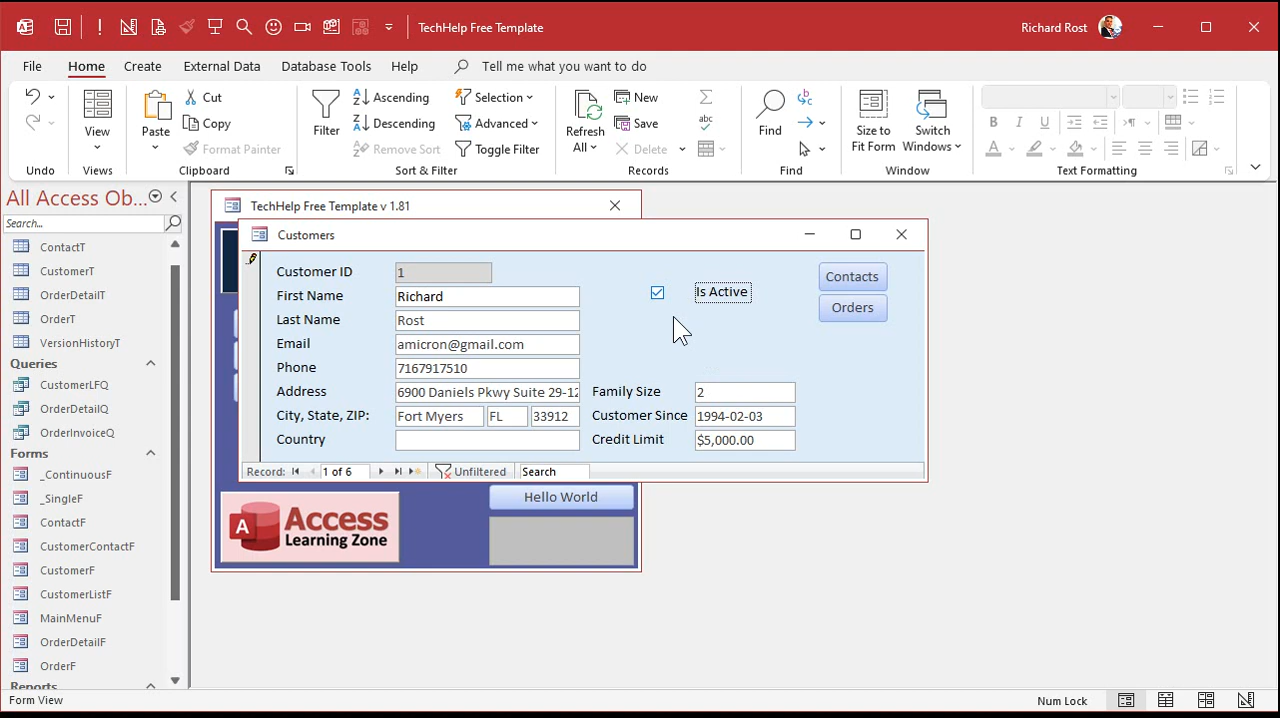 TechHelp Free Template
Richard Rost
File Home Create External Data Database Tools Help Tell me what you want to do
Undo
View
Views
Paste
Cut
Copy
Format Painter
Clipboard
Filter
Ascending
Descending
Remove Sort
Selection
Advanced
Toggle Filter
Sort & Filter
Refresh
All
New
Save
Delete
Records
Find
Find
Size to
Fit Form
Switch
Windows
Window
B I U
A
Text Formatting
All Access Ob...
Search...
ContactT
CustomerT
OrderDetailT
OrderT
VersionHistoryT
Queries
CustomerLFQ
OrderDetailQ
OrderInvoiceQ
Forms
_ContinuousF
_SingleF
ContactF
CustomerContactF
CustomerF
CustomerListF
MainMenuF
OrderDetailF
OrderF
Reports
TechHelp Free Template v 1.81
Customers
Customer ID 1
First Name Richard
Last Name Rost
Email amicron@gmail.com
Phone 7167917510
Address 6900 Daniels Pkwy Suite 29-12
City, State, ZIP: Fort Myers FL 33912
Country
Is Active
Family Size 2
Customer Since 1994-02-03
Credit Limit $5,000.00
Contacts
Orders
Record: 1 of 6 Unfiltered Search
A Access
Learning Zone
Hello World
Form View
Num Lock